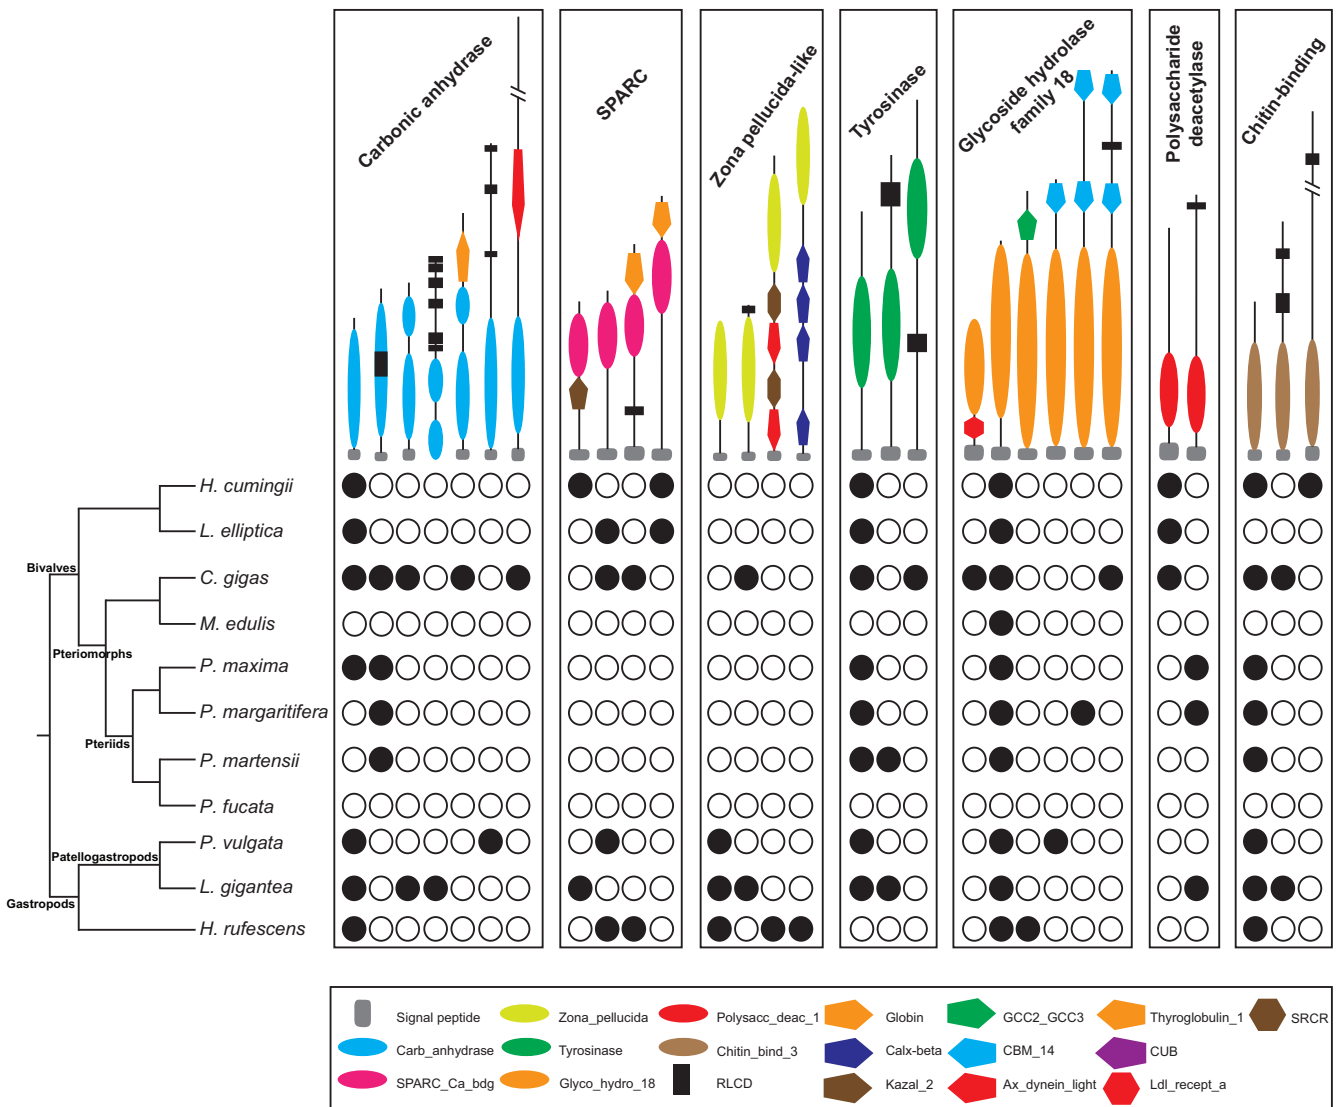 Carbonic anhydrase
SPARC
Zona pellucida-like
Tyrosinase
Glycoside hydrolase
family 18
Polysaccharide
deacetylase
Chitin-binding
H. cumingii
L. elliptica
Bivalves
C. gigas
M. edulis
Pteriomorphs
P. maxima
P. margaritifera
Pteriids
P. martensii
P. fucata
P. vulgata
Patellogastropods
L. gigantea
Gastropods
H. rufescens
Signal peptide
Zona_pellucida
Polysacc_deac_1
Globin
GCC2_GCC3
Thyroglobulin_1
SRCR
Carb_anhydrase
Tyrosinase
Chitin_bind_3
Calx-beta
CBM_14
CUB
SPARC_Ca_bdg
Glyco_hydro_18
RLCD
Kazal_2
Ax_dynein_light
Ldl_recept_a